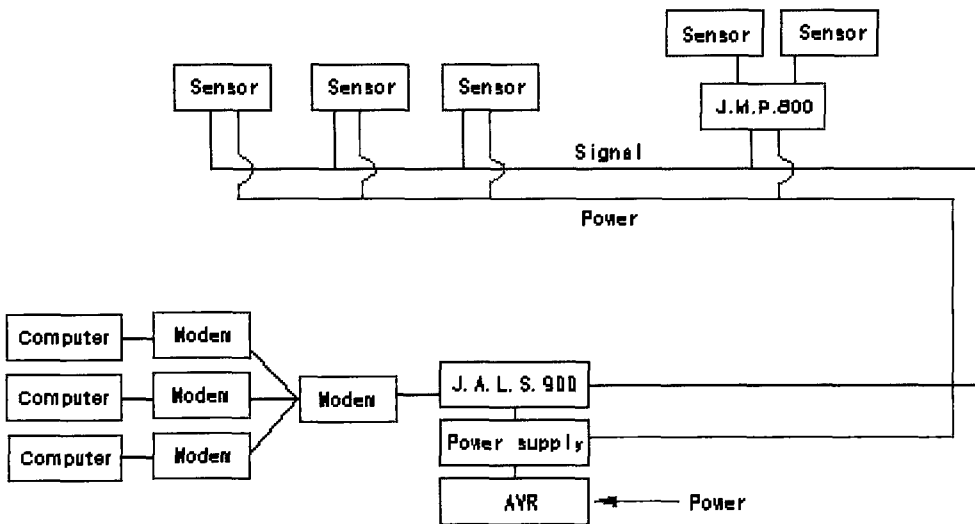 Sensor
Sensor
Sensor
Sensor
Sensor
J.M.P.800
Signal
Power
Computer
Modem
Computer
Modem
Modem
J. A. L. S. 900
Computer
Modem
Power supply
AVR
Power